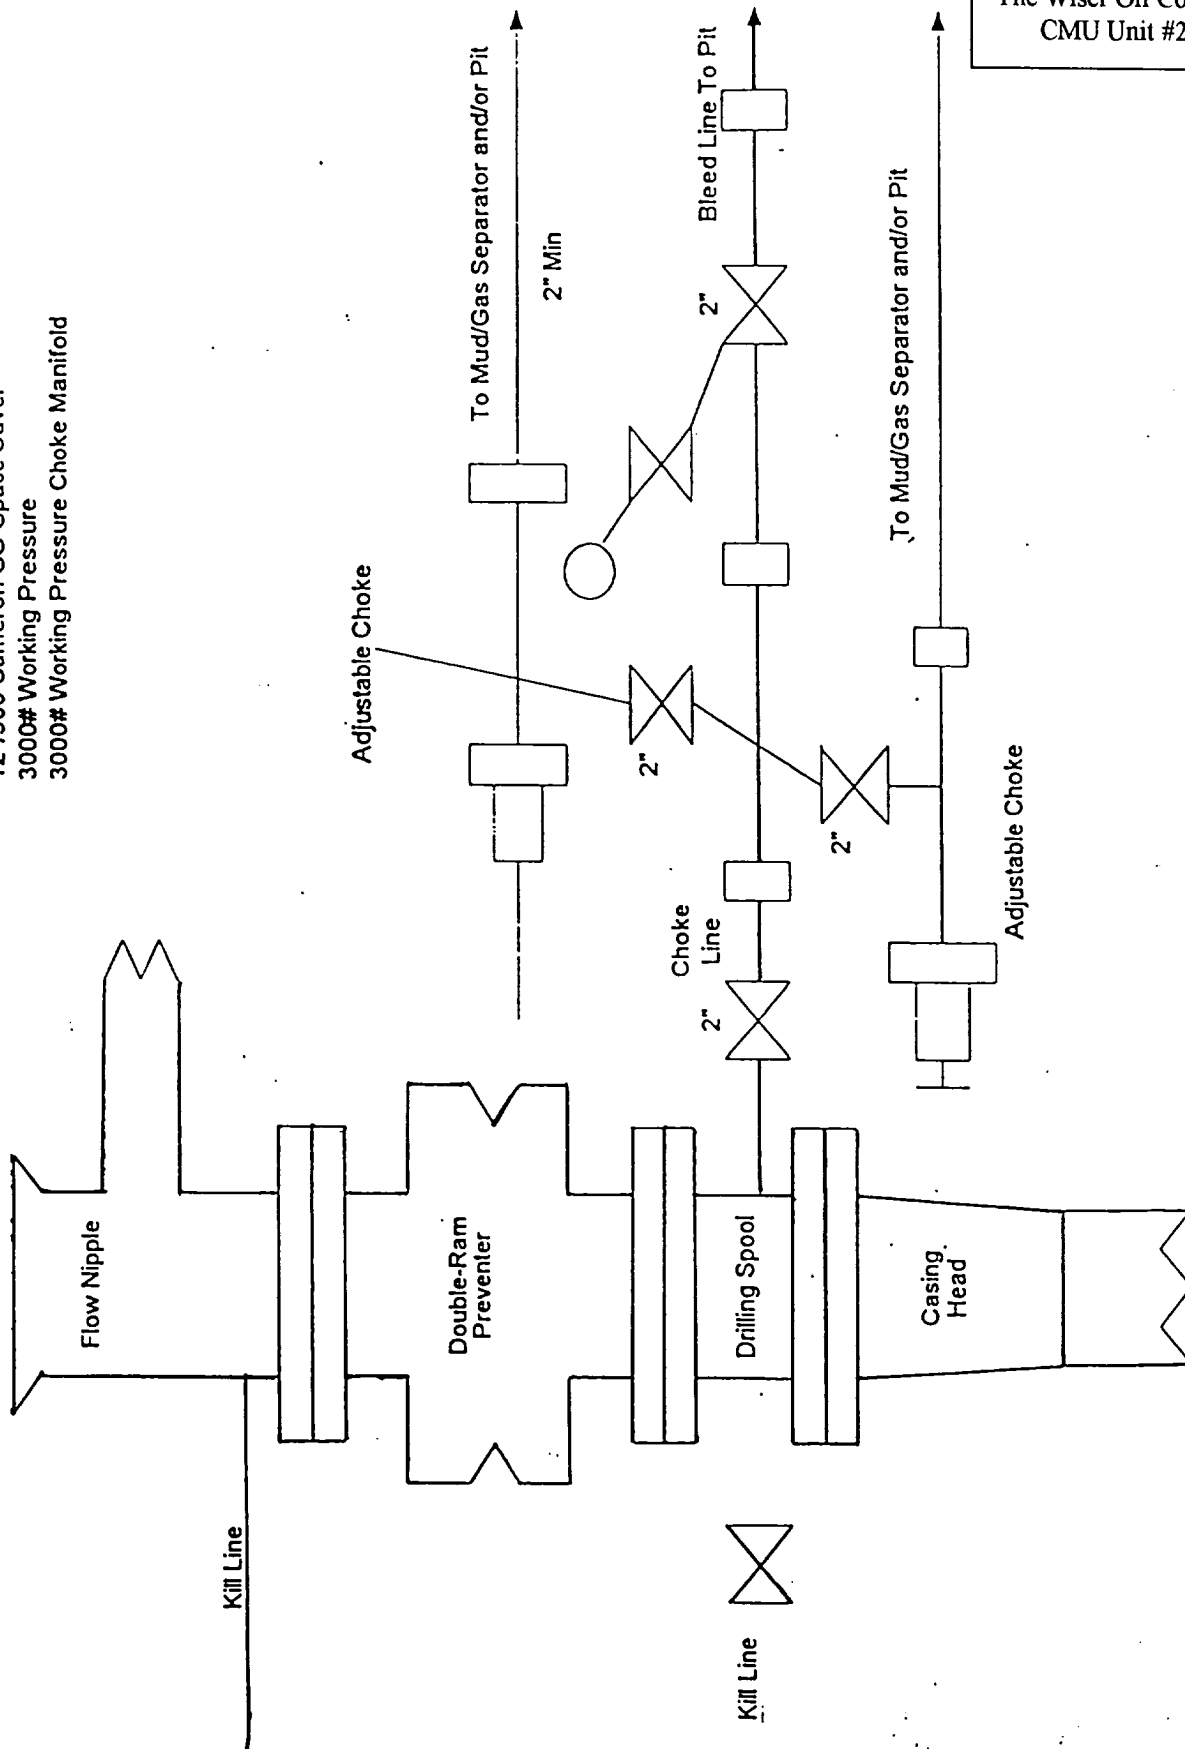 3000# Working Pressure
3000# Working Pressure Choke Manifold
CMU Unit #2
Adjustable Choke
To Mud/Gas Separator and/or Pit
2" Min
Bleed Line To Pit
2"
2"
2"
To Mud/Gas Separator and/or Pit
Adjustable Choke
Choke
Line
2"
Flow Nipple
Kill Line
Double-Ram
Preventer
Drilling Spool
Kill Line
Casing
Head